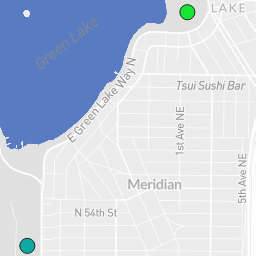 LAKE
Green Lake
Tsui Sushi Bar
E Green Lake Way N
1st Ave NE
Meridian
5th Ave NE
N 54th St